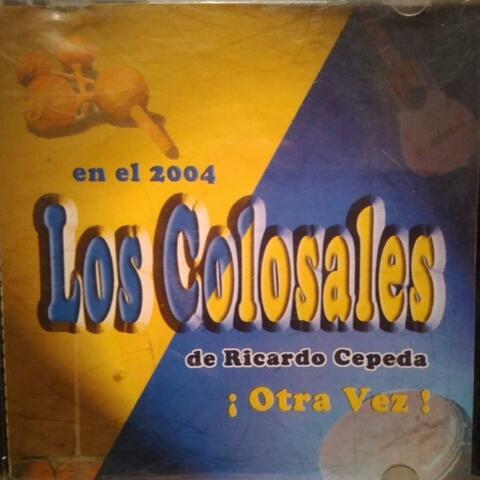 en el 2004
Los Colosales
de Ricardo Cepeda
¡ Otra Vez !